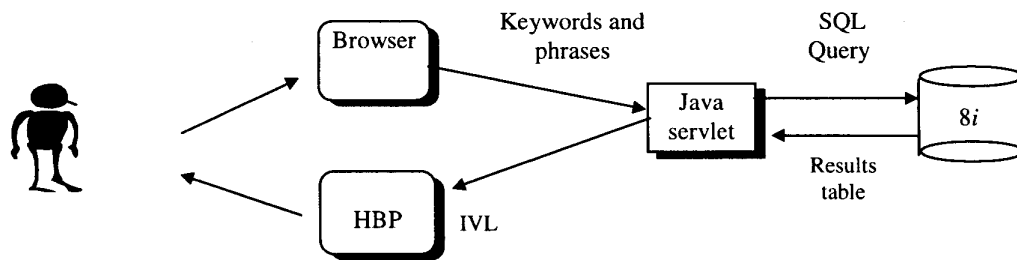 Browser
Keywords and
phrases
SQL
Query
Java
servlet
8i
Results
table
HBP
IVL